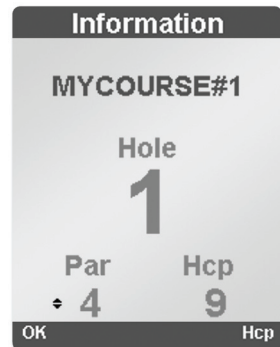 Information
MYCOURSE#1
Hole
1
Par Hcp
4 9
OK Hcp